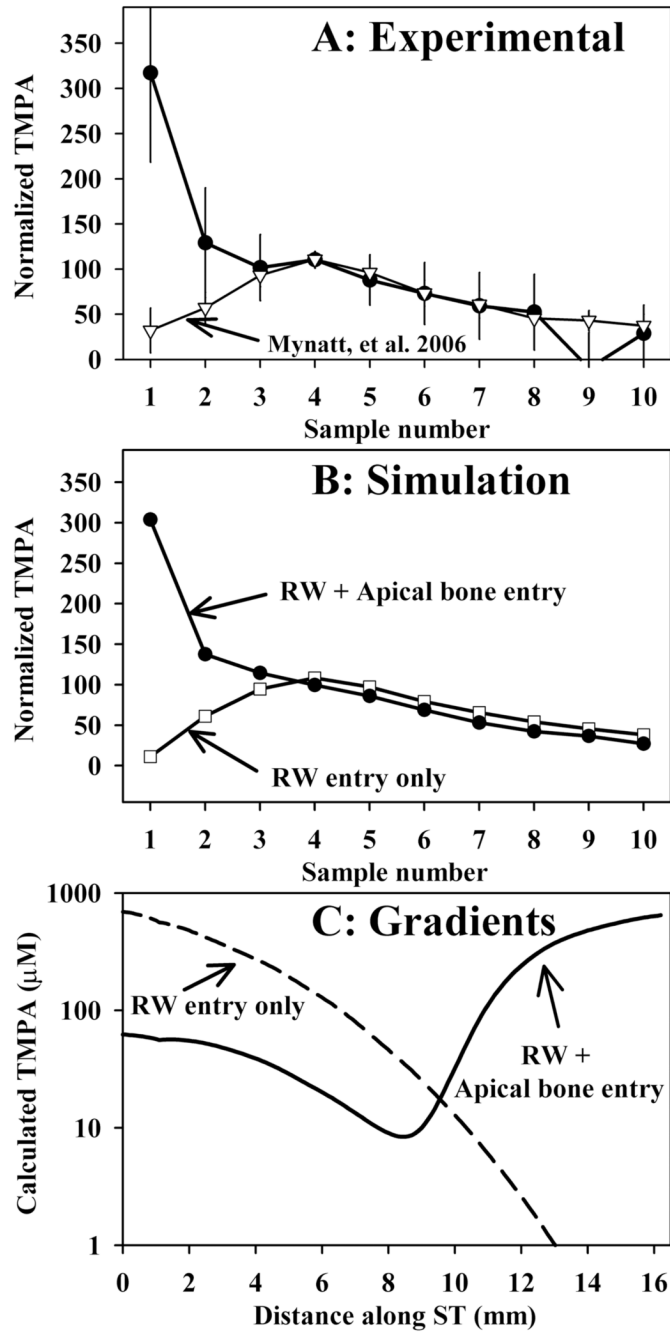 A: Experimental
Normalized TMPA
350
300
250
200
150
100
50
0
Mynatt, et al. 2006
1 2 3 4 5 6 7 8 9 10
Sample number
B: Simulation
Normalized TMPA
350
300
250
200
150
100
50
0
RW + Apical bone entry
RW entry only
1 2 3 4 5 6 7 8 9 10
Sample number
C: Gradients
Calculated TMPA (µM)
1000
100
10
1
RW entry only
RW +
Apical bone entry
0 2 4 6 8 10 12 14 16
Distance along ST (mm)